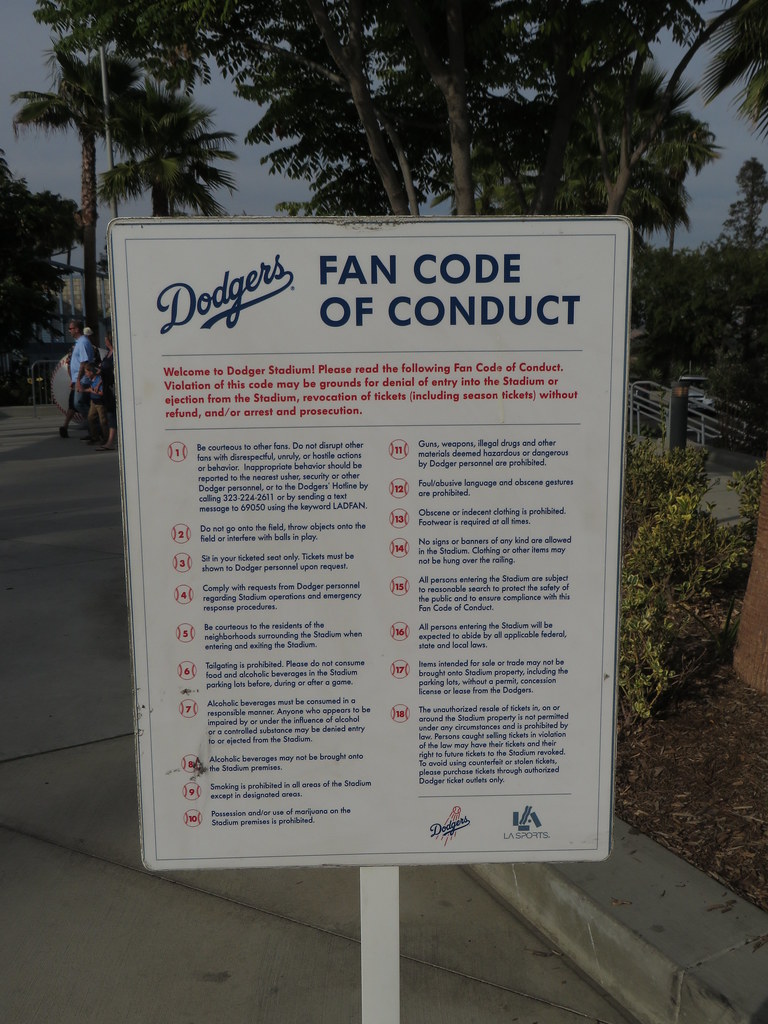 Dodgers
FAN CODE
OF CONDUCT
Welcome to Dodger Stadium! Please read the following Fan Code of Conduct.
Violation of this code may be grounds for denial of entry into the Stadium or
ejection from the Stadium, revocation of tickets (including season tickets) without
refund, and/or arrest and prosecution.
1 Be courteous to other fans. Do not disrupt other
fans with disrespectful, unruly, or hostile actions
or behavior. Inappropriate behavior should be
reported to the nearest usher, security or other
Dodger personnel, or to the Dodgers' Hotline by
calling 323-224-2611 or by sending a text
message to 69050 using the keyword LADFAN.
2 Do not go onto the field, throw objects onto the
field or interfere with balls in play.
3 Sit in your ticketed seat only. Tickets must be
shown to Dodger personnel upon request.
4 Comply with requests from Dodger personnel
regarding Stadium operations and emergency
response procedures.
5 Be courteous to the residents of the
neighborhoods surrounding the Stadium when
entering and exiting the Stadium.
6 Tailgating is prohibited. Please do not consume
food and alcoholic beverages in the Stadium
parking lots before, during or after a game.
7 Alcoholic beverages must be consumed in a
responsible manner. Anyone who appears to be
impaired by or under the influence of alcohol
or a controlled substance may be denied entry
to or ejected from the Stadium.
8 Alcoholic beverages may not be brought onto
the Stadium premises.
9 Smoking is prohibited in all areas of the Stadium
except in designated areas.
10 Possession and/or use of marijuana on the
Stadium premises is prohibited.
11 Guns, weapons, illegal drugs and other
materials deemed hazardous or dangerous
by Dodger personnel are prohibited.
12 Foul/abusive language and obscene gestures
are prohibited.
13 Obscene or indecent clothing is prohibited.
Footwear is required at all times.
14 No signs or banners of any kind are allowed
in the Stadium. Clothing or other items may
not be hung over the railing.
15 All persons entering the Stadium are subject
to reasonable search to protect the safety of
the public and to ensure compliance with this
Fan Code of Conduct.
16 All persons entering the Stadium will be
expected to abide by all applicable federal,
state and local laws.
17 Items intended for sale or trade may not be
brought onto Stadium property, including the
parking lots, without a permit, concession
license or lease from the Dodgers.
18 The unauthorized resale of tickets in, on or
around the Stadium property is not permitted
under any circumstances and is prohibited by
law. Persons caught selling tickets in violation
of the law may have their tickets and their
right to future tickets to the Stadium revoked.
To avoid using counterfeit or stolen tickets,
please purchase tickets through authorized
Dodger ticket outlets only.
Dodgers
LA
LA SPORTS